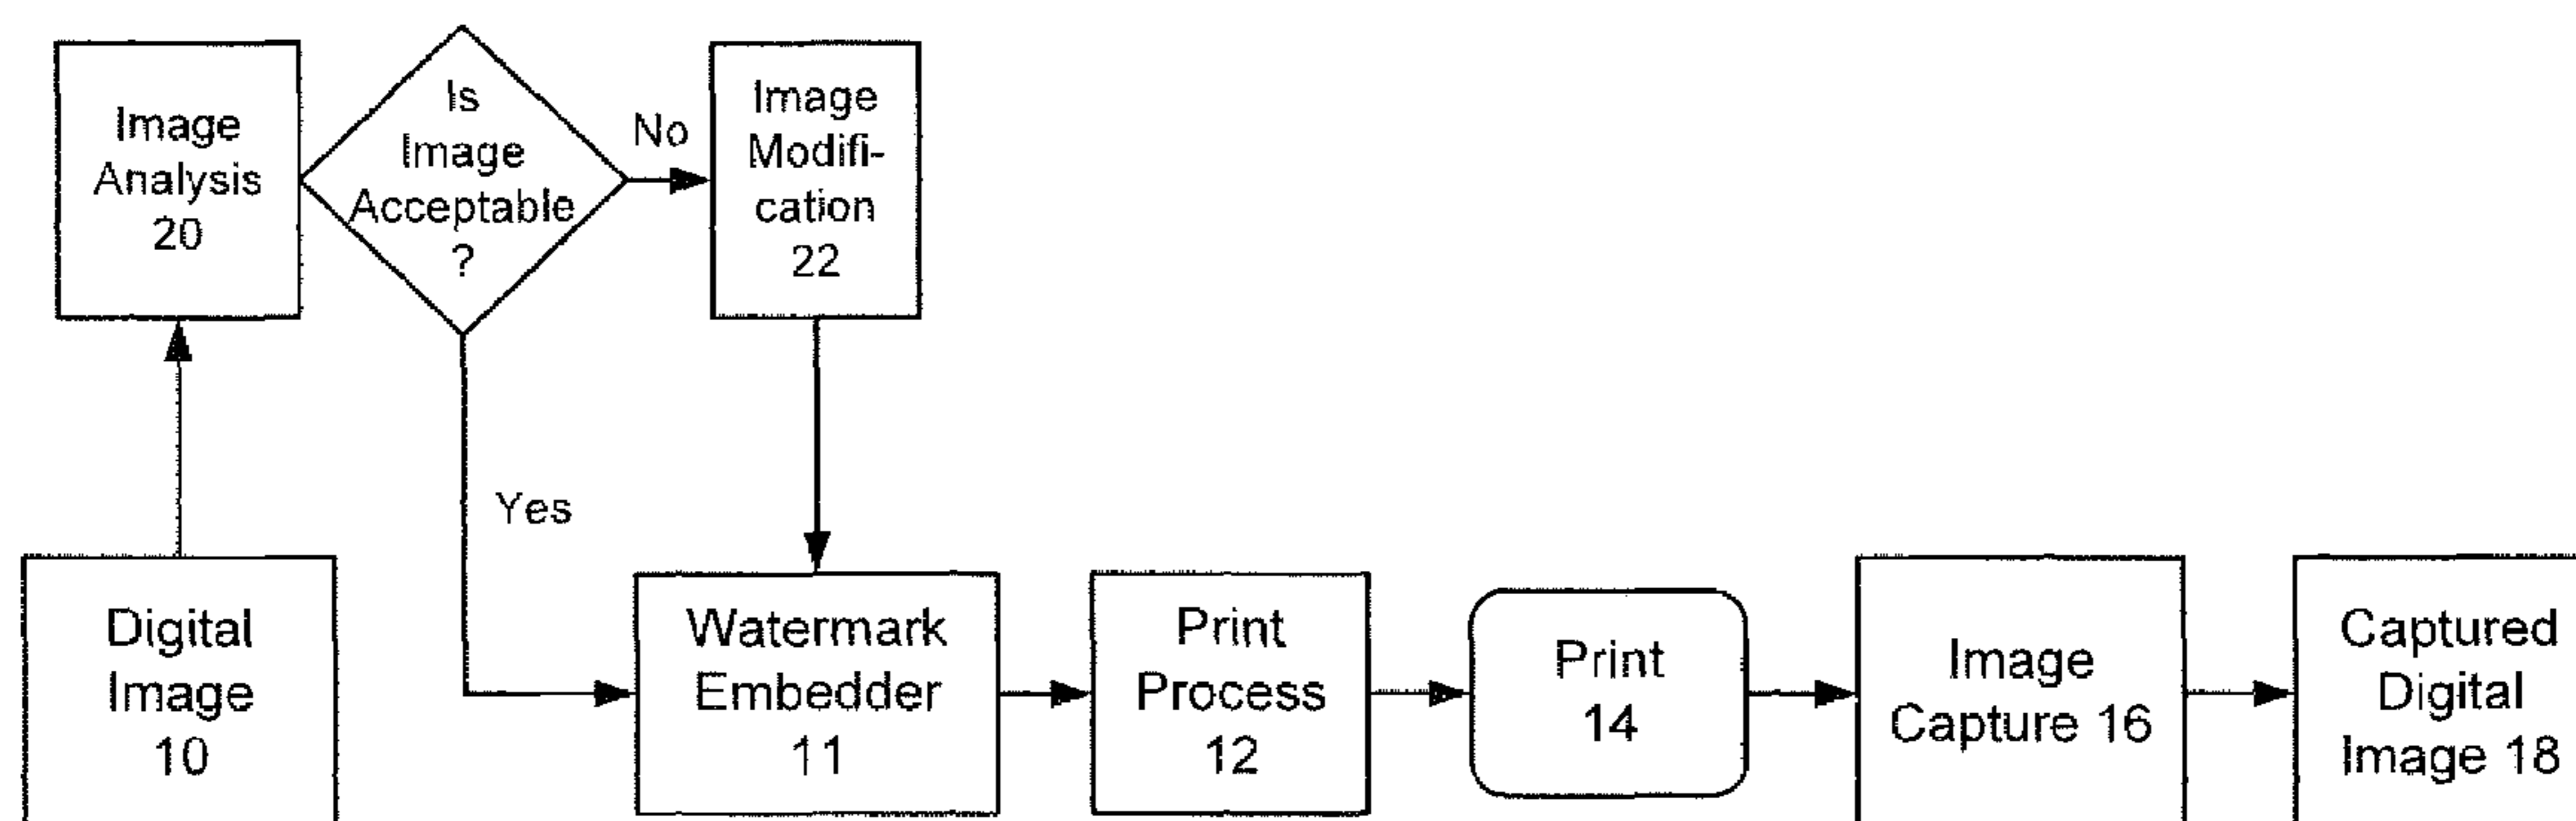 Image
Analysis
20
Is
Image
Acceptable
?
No
Image
Modifi-
cation
22
Yes
Digital
Image
10
Watermark
Embedder
11
Print
Process
12
Print
14
Image
Capture 16
Captured
Digital
Image 18